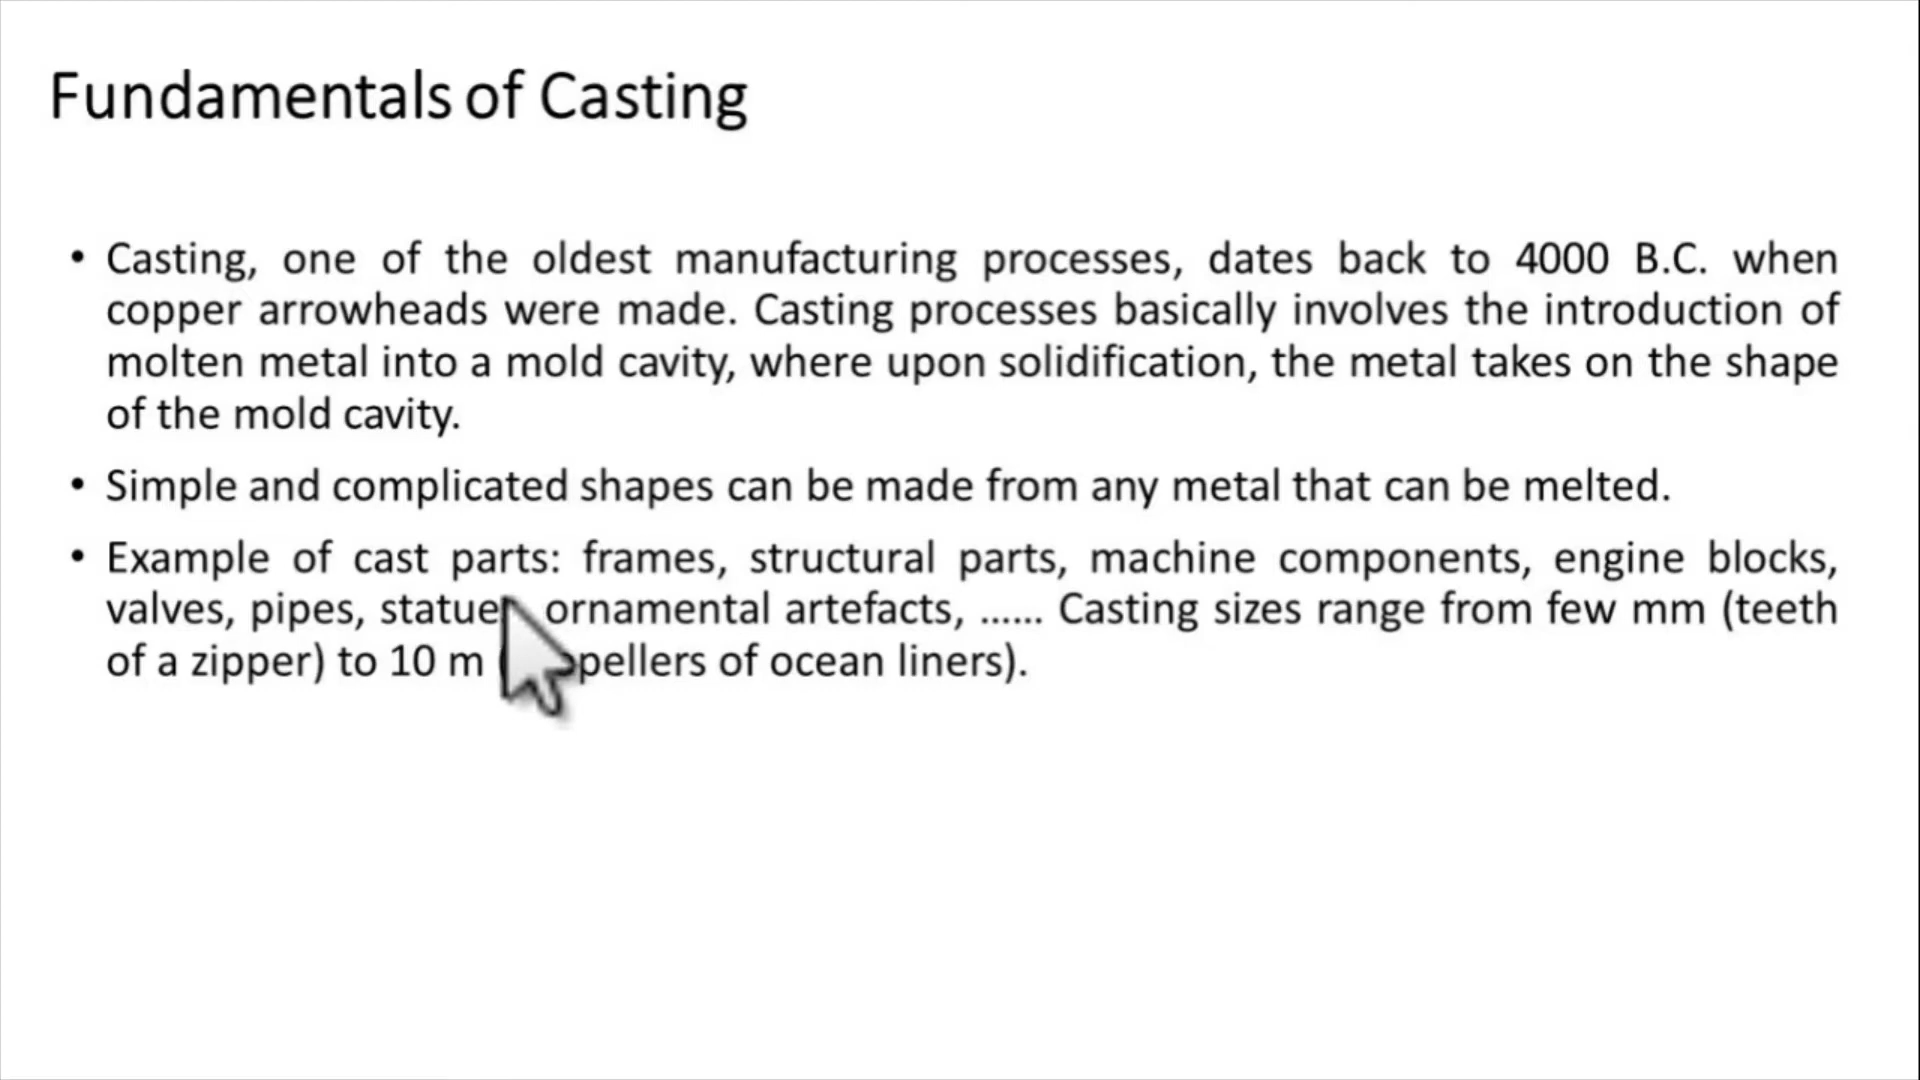 Fundamentals of Casting
• Casting, one of the oldest manufacturing processes, dates back to 4000 B.C. when
copper arrowheads were made. Casting processes basically involves the introduction of
molten metal into a mold cavity, where upon solidification, the metal takes on the shape
of the mold cavity.
• Simple and complicated shapes can be made from any metal that can be melted.
• Example of cast parts: frames, structural parts, machine components, engine blocks,
valves, pipes, ornamental artefacts, ...... Casting sizes range from few mm (teeth
of a zipper) to 10 m ( of ocean liners).